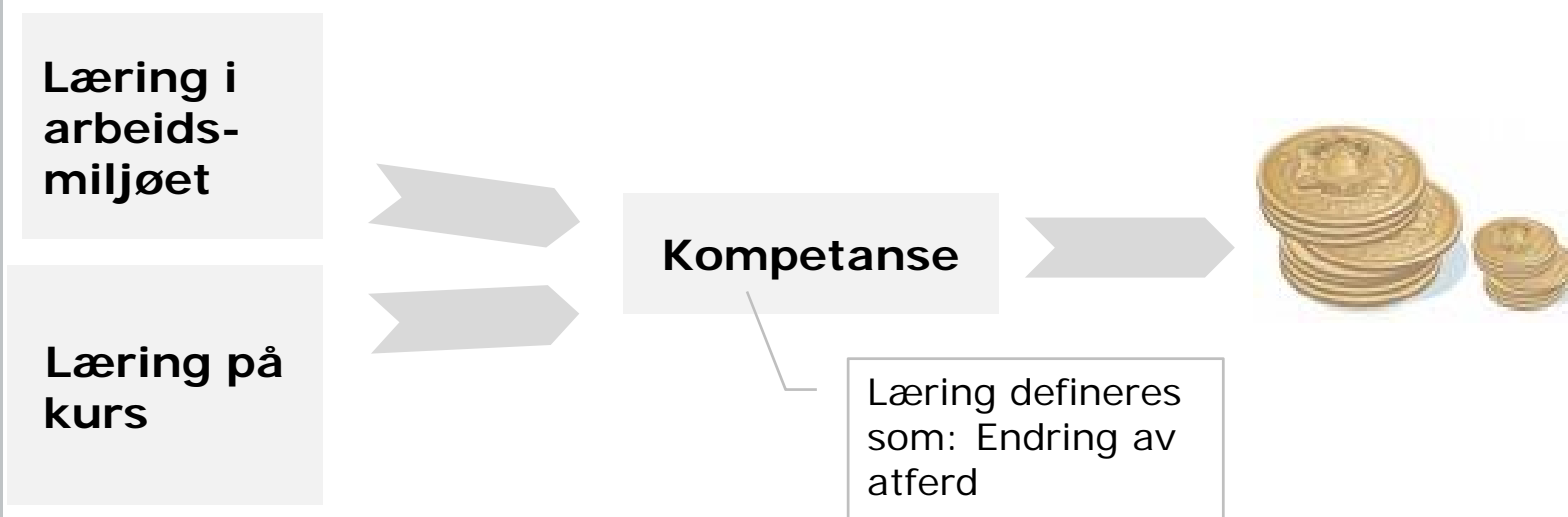 Læring i
arbeids-
miljøet
Læring på
kurs
Kompetanse
Læring defineres
som: Endring av
atferd